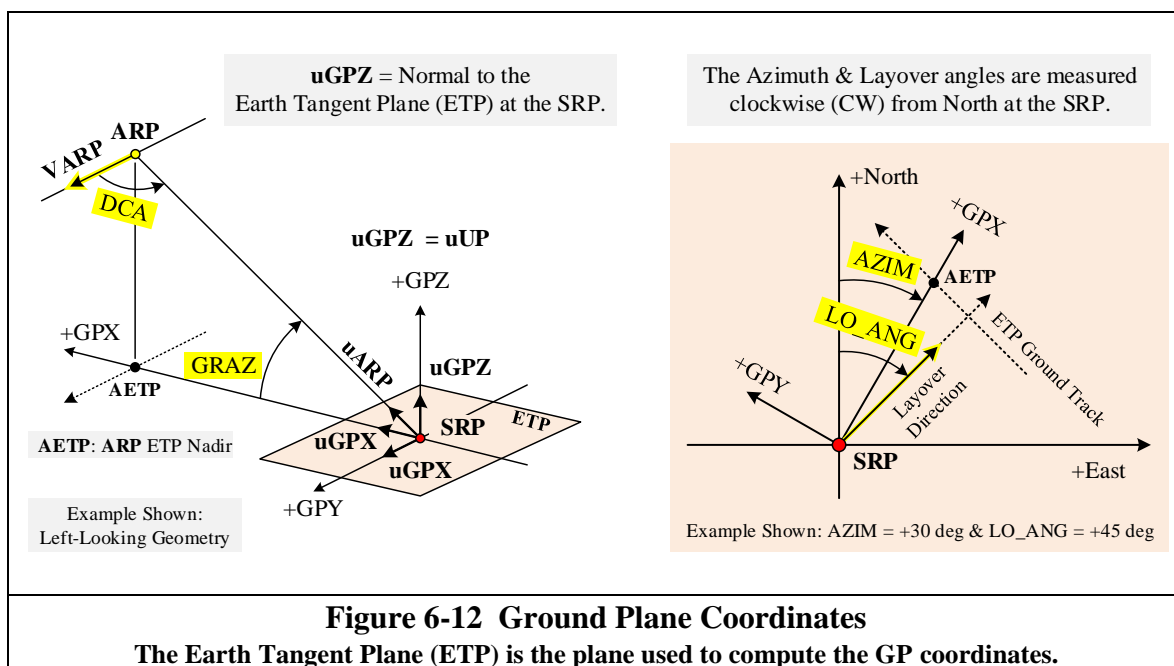 uGPZ = Normal to the
Earth Tangent Plane (ETP) at the SRP.
ARP
VARP
DCA
uGPZ = uUP
+GPZ
+GPX
GRAZ
uARP
uGPZ
AETP
ETP
SRP
uGPX
uGPX
AETP: ARP ETP Nadir
+GPY
Example Shown:
Left-Looking Geometry
The Azimuth & Layover angles are measured
clockwise (CW) from North at the SRP.
+North
+GPX
AZIM
AETP
LO_ANG
ETP Ground Track
+GPY
Layover
Direction
SRP
+East
Example Shown: AZIM = +30 deg & LO_ANG = +45 deg
Figure 6-12 Ground Plane Coordinates
The Earth Tangent Plane (ETP) is the plane used to compute the GP coordinates.